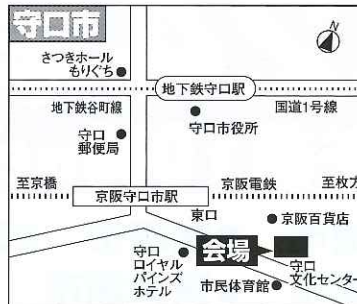 守口市
N
さつきホール
もりぐち
地下鉄守口駅
地下鉄谷町線
国道1号線
守口市役所
守口
郵便局
至京橋
京阪守口市駅
京阪電鉄
至枚方
東口
京阪百貨店
会場
守口
ロイヤル
パインズ
ホテル
守口
文化センター
市民体育館